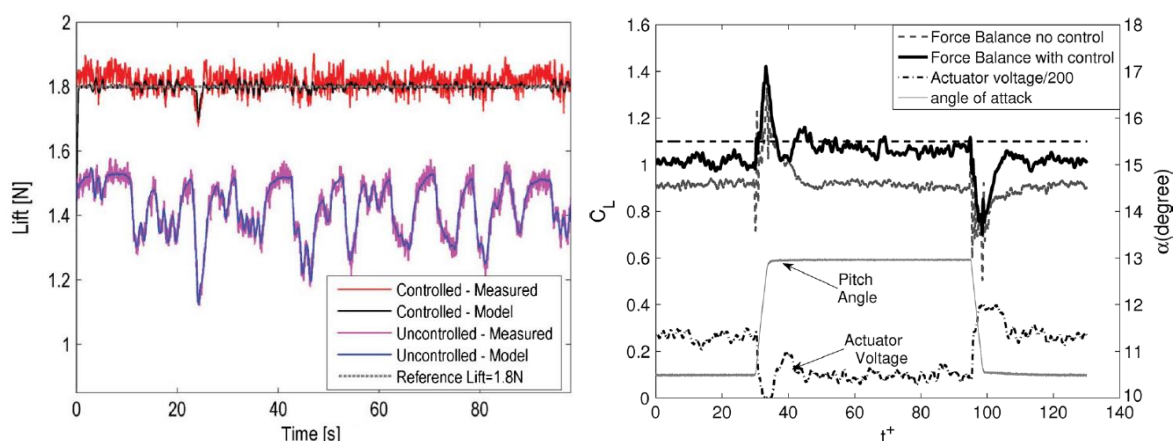 2
1.8
1.6
1.4
1.2
1
Lift [N]
Controlled - Measured
Controlled - Model
Uncontrolled - Measured
Uncontrolled - Model
Reference Lift=1.8N
0 20 40 60 80
Time [s]
1.6
1.4
1.2
1
0.8
0.6
0.4
0.2
0
C_L
Force Balance no control
Force Balance with control
Actuator voltage/200
angle of attack
Pitch
Angle
Actuator
Voltage
18
17
16
15
14
13
12
11
10
α(degree)
0 20 40 60 80 100 120 140
t⁺